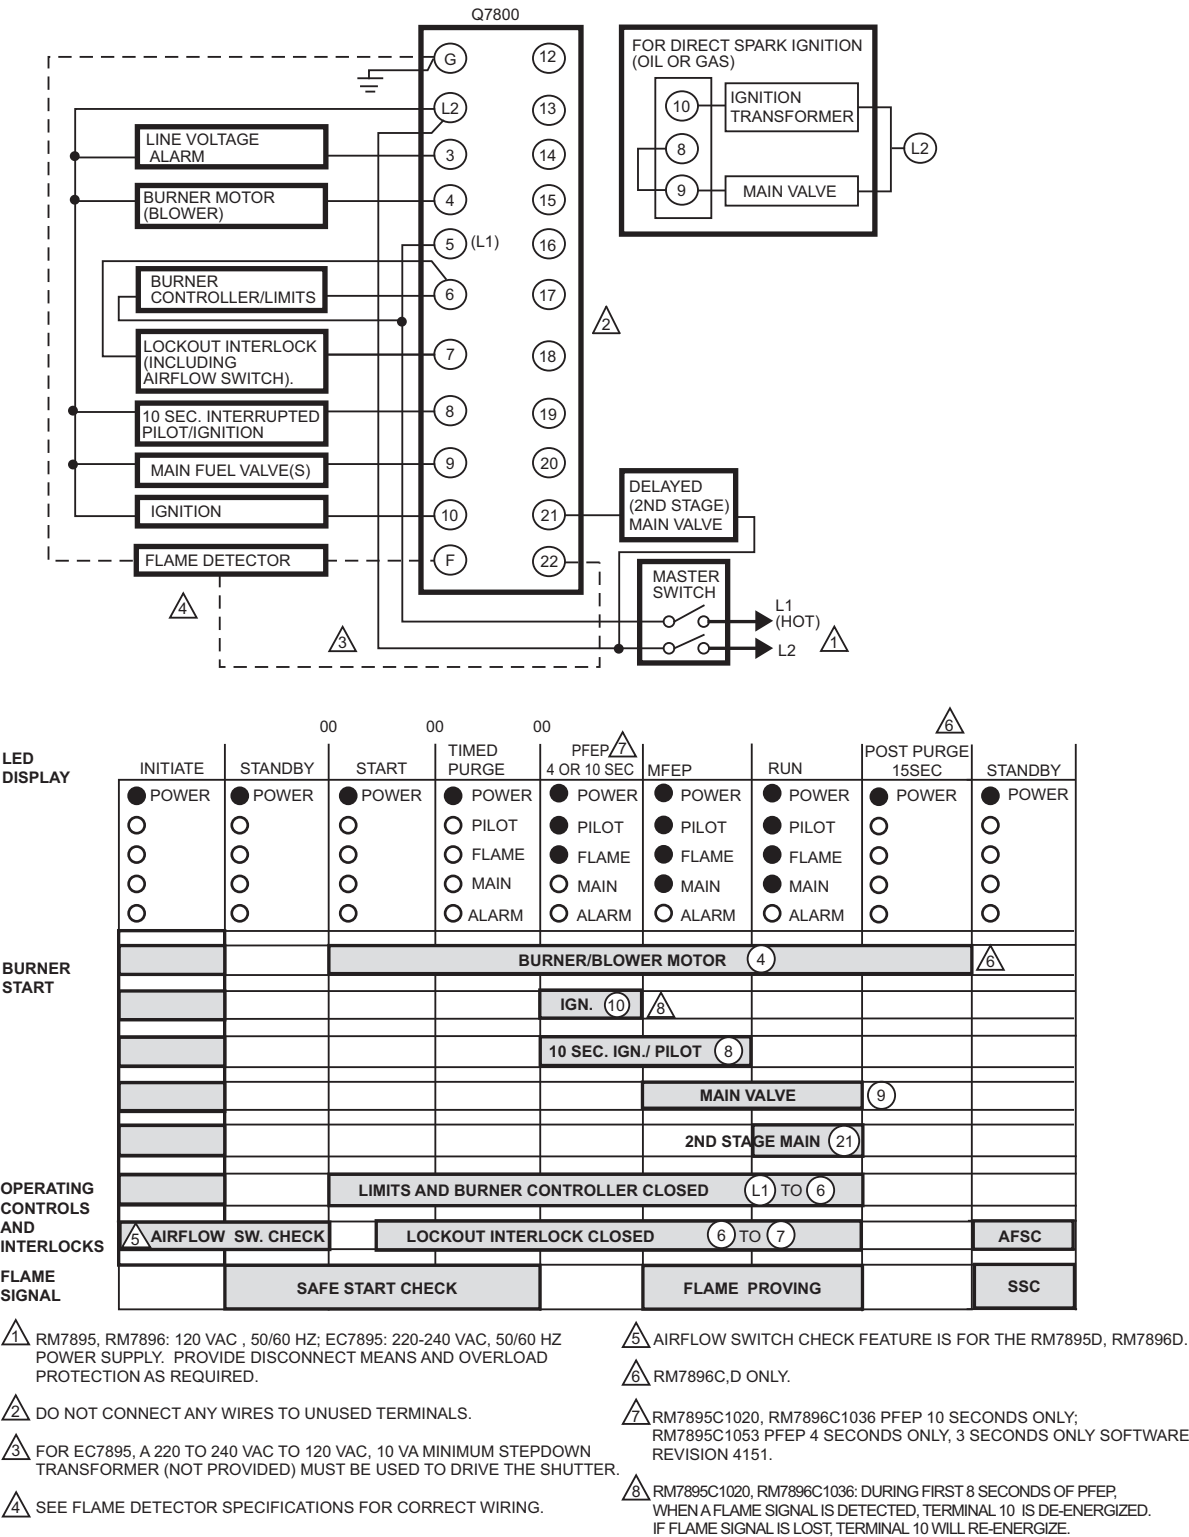 Q7800
G
12
L2
13
3
14
4
15
5
(L1)
16
6
17
7
18
8
19
9
20
10
21
F
22
LINE VOLTAGE
ALARM
BURNER MOTOR
(BLOWER)
BURNER
CONTROLLER/LIMITS
LOCKOUT INTERLOCK
(INCLUDING
AIRFLOW SWITCH).
10 SEC. INTERRUPTED
PILOT/IGNITION
MAIN FUEL VALVE(S)
IGNITION
FLAME DETECTOR
4
3
2
FOR DIRECT SPARK IGNITION
(OIL OR GAS)
10
IGNITION
TRANSFORMER
8
L2
9
MAIN VALVE
DELAYED
(2ND STAGE)
MAIN VALVE
MASTER
SWITCH
L1
(HOT)
L2
1
00
00
00
6
LED
DISPLAY
INITIATE
STANDBY
START
TIMED
PURGE
PFEP 7
4 OR 10 SEC
MFEP
RUN
POST PURGE
15SEC
STANDBY
POWER POWER POWER POWER POWER POWER POWER POWER POWER
PILOT PILOT PILOT PILOT
FLAME FLAME FLAME FLAME
MAIN MAIN MAIN MAIN
ALARM ALARM ALARM ALARM
BURNER
START
BURNER/BLOWER MOTOR 4 6
IGN. 10 8
10 SEC. IGN./ PILOT 8
MAIN VALVE 9
2ND STAGE MAIN 21
OPERATING
CONTROLS
AND
INTERLOCKS
LIMITS AND BURNER CONTROLLER CLOSED L1 TO 6
5 AIRFLOW SW. CHECK LOCKOUT INTERLOCK CLOSED 6 TO 7 AFSC
FLAME
SIGNAL
SAFE START CHECK FLAME PROVING SSC
1 RM7895, RM7896: 120 VAC , 50/60 HZ; EC7895: 220-240 VAC, 50/60 HZ
POWER SUPPLY. PROVIDE DISCONNECT MEANS AND OVERLOAD
PROTECTION AS REQUIRED.
2 DO NOT CONNECT ANY WIRES TO UNUSED TERMINALS.
3 FOR EC7895, A 220 TO 240 VAC TO 120 VAC, 10 VA MINIMUM STEPDOWN
TRANSFORMER (NOT PROVIDED) MUST BE USED TO DRIVE THE SHUTTER.
4 SEE FLAME DETECTOR SPECIFICATIONS FOR CORRECT WIRING.
5 AIRFLOW SWITCH CHECK FEATURE IS FOR THE RM7895D, RM7896D.
6 RM7896C,D ONLY.
7 RM7895C1020, RM7896C1036 PFEP 10 SECONDS ONLY;
RM7895C1053 PFEP 4 SECONDS ONLY, 3 SECONDS ONLY SOFTWARE
REVISION 4151.
8 RM7895C1020, RM7896C1036: DURING FIRST 8 SECONDS OF PFEP,
WHEN A FLAME SIGNAL IS DETECTED, TERMINAL 10 IS DE-ENERGIZED.
IF FLAME SIGNAL IS LOST, TERMINAL 10 WILL RE-ENERGIZE.